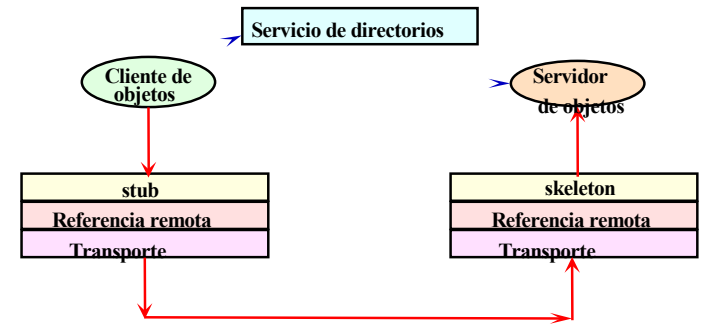 Servicio de directorios
Cliente de
objetos
Servidor
de objetos
stub
Referencia remota
Transporte
skeleton
Referencia remota
Transporte